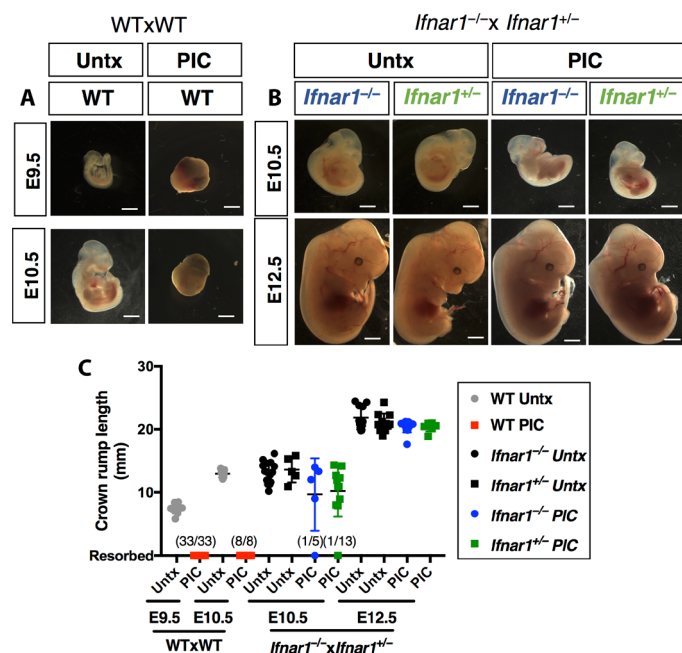 WTxWT
Ifnar1–/–x Ifnar1+/–
Untx PIC
Untx PIC
A WT WT
B Ifnar1–/– Ifnar1+/– Ifnar1–/– Ifnar1+/–
E9.5
E10.5
E10.5
E12.5
C
Crown rump length
(mm)
30
20
10
Resorbed
(33/33) (8/8) (1/5) (1/13)
Untx PIC Untx PIC Untx Untx PIC PIC Untx Untx PIC PIC
E9.5 E10.5 E10.5 E12.5
WTxWT Ifnar1–/–xIfnar1+/–
WT Untx
WT PIC
Ifnar1–/– Untx
Ifnar1+/– Untx
Ifnar1–/– PIC
Ifnar1+/– PIC